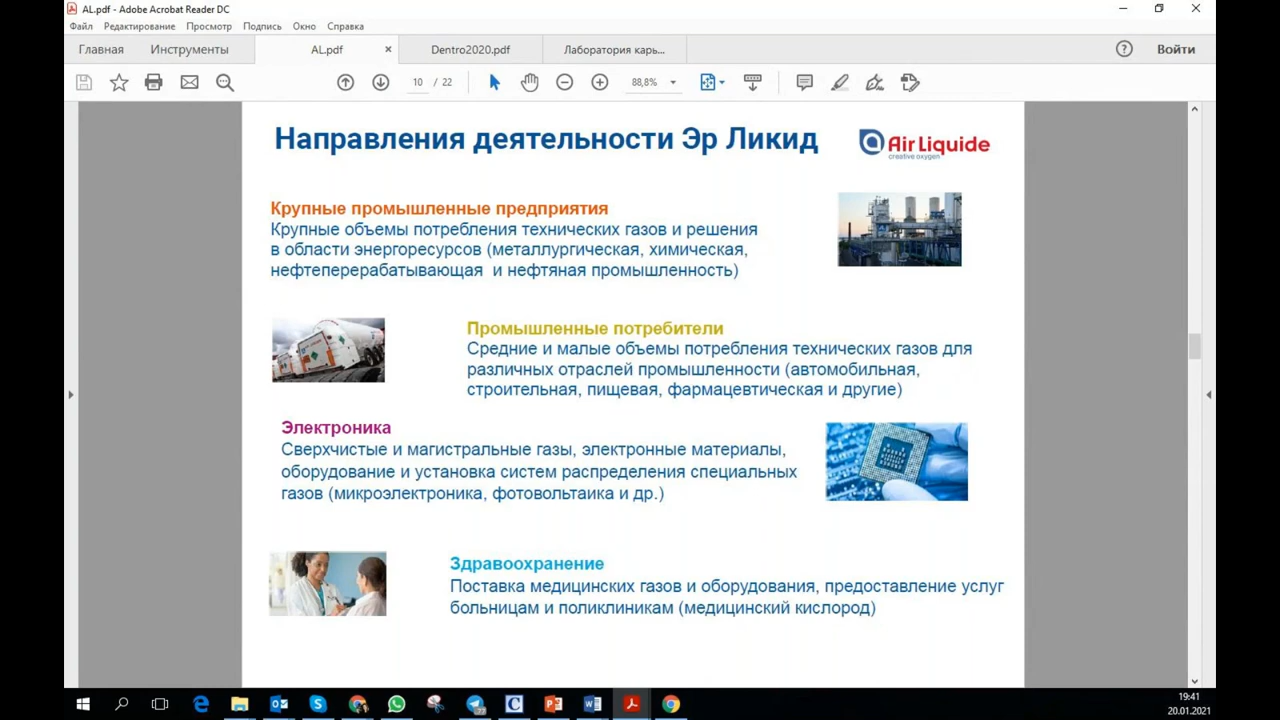 AL.pdf - Adobe Acrobat Reader DC
Файл Редактирование Просмотр Подпись Окно Справка
Главная Инструменты AL.pdf × Dentro2020.pdf Лаборатория карь... ? Войти
10 / 22 88,8%
Направления деятельности Эр Ликид
Air Liquide
creative oxygen
Крупные промышленные предприятия
Крупные объемы потребления технических газов и решения
в области энергоресурсов (металлургическая, химическая,
нефтеперерабатывающая и нефтяная промышленность)
Промышленные потребители
Средние и малые объемы потребления технических газов для
различных отраслей промышленности (автомобильная,
строительная, пищевая, фармацевтическая и другие)
Электроника
Сверхчистые и магистральные газы, электронные материалы,
оборудование и установка систем распределения специальных
газов (микроэлектроника, фотовольтаика и др.)
Здравоохранение
Поставка медицинских газов и оборудования, предоставление услуг
больницам и поликлиникам (медицинский кислород)
19:41
20.01.2021